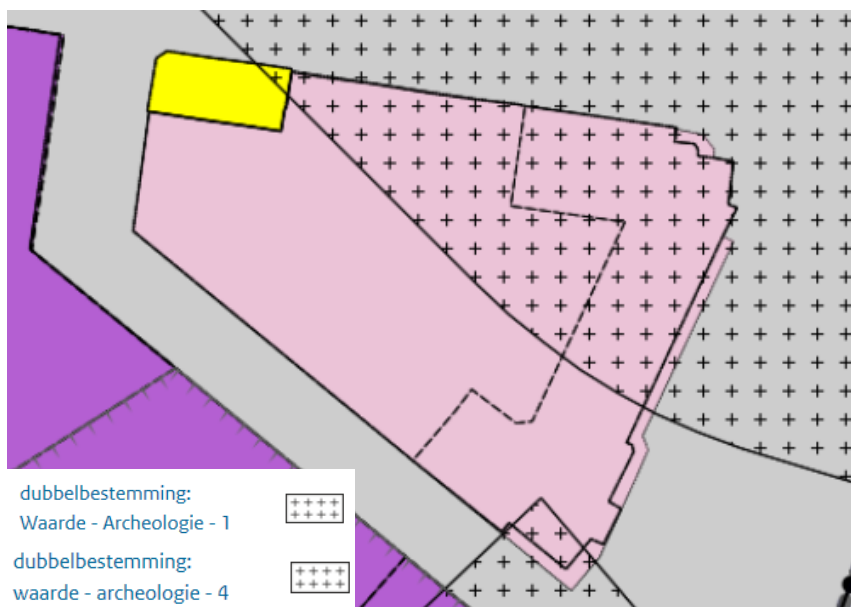 dubbelbestemming:
Waarde - Archeologie - 1
dubbelbestemming:
waarde - archeologie - 4